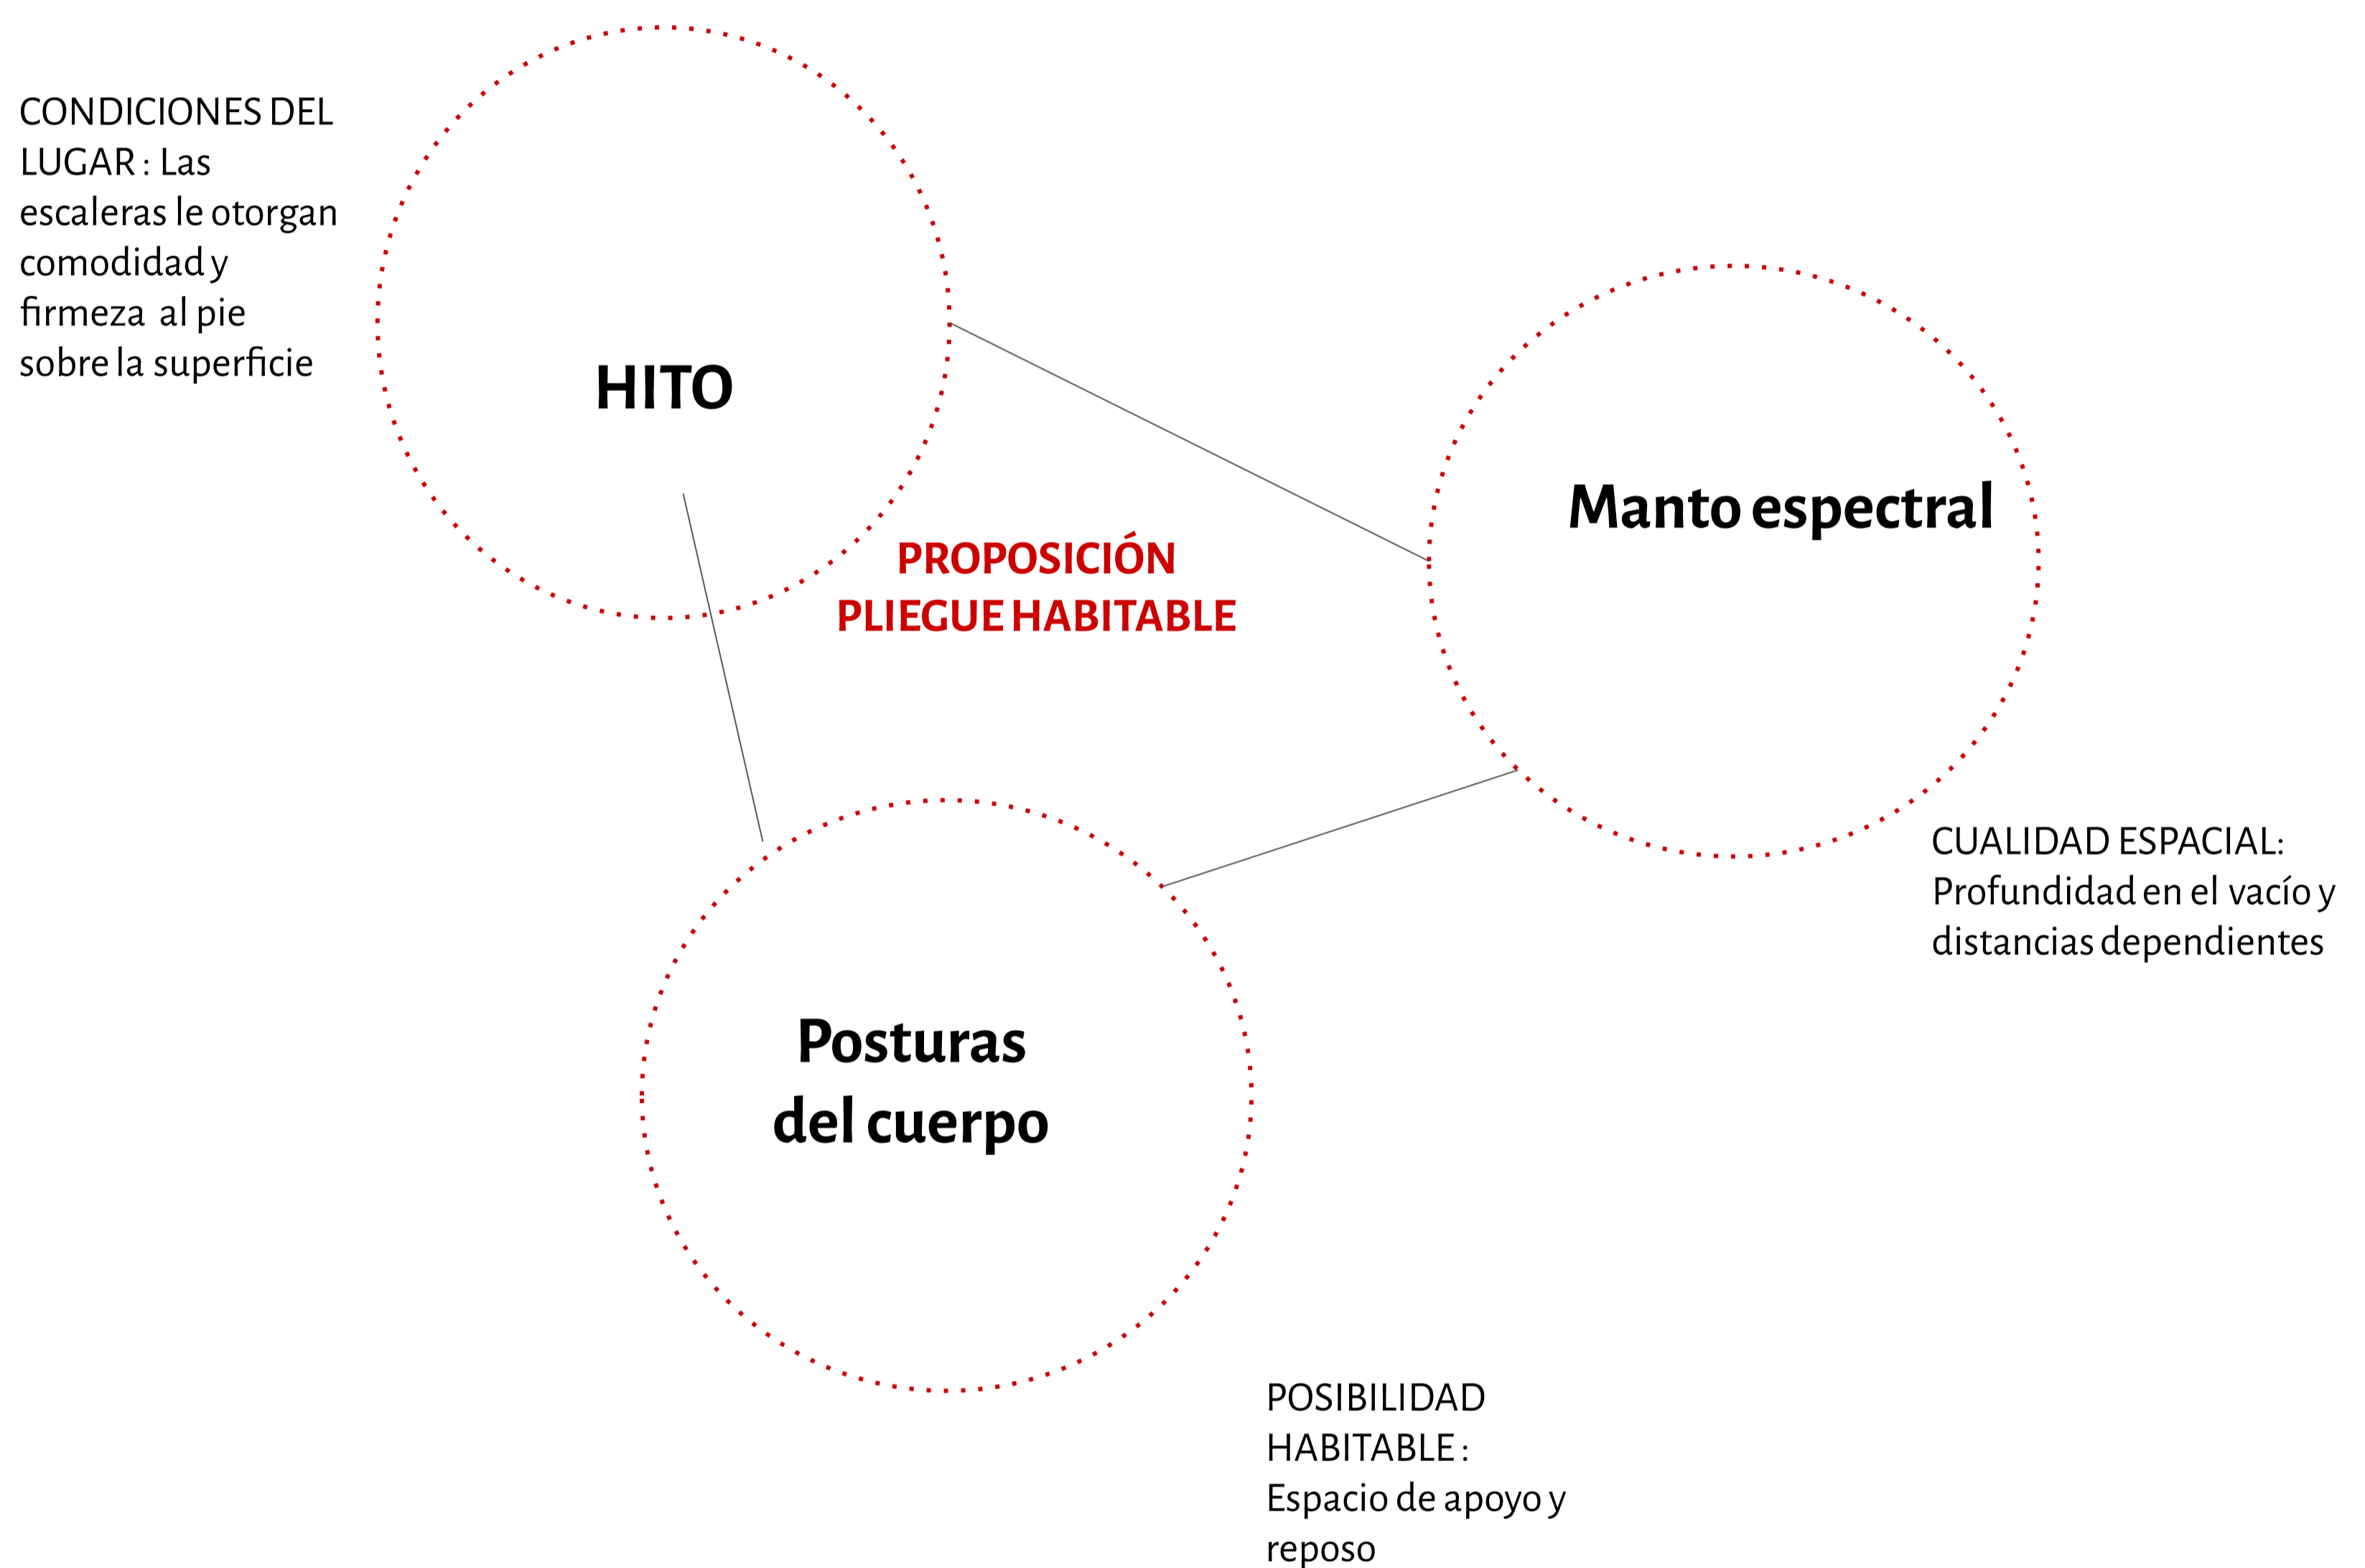 CONDICIONES DEL
LUGAR : Las
escaleras le otorgan
comodidad y
firmeza al pie
sobre la superficie
HITO
Manto espectral
PROPOSICIÓN
PLIEGUE HABITABLE
CUALIDAD ESPACIAL:
Profundidad en el vacío y
distancias dependientes
Posturas
del cuerpo
POSIBILIDAD
HABITABLE :
Espacio de apoyo y
reposo